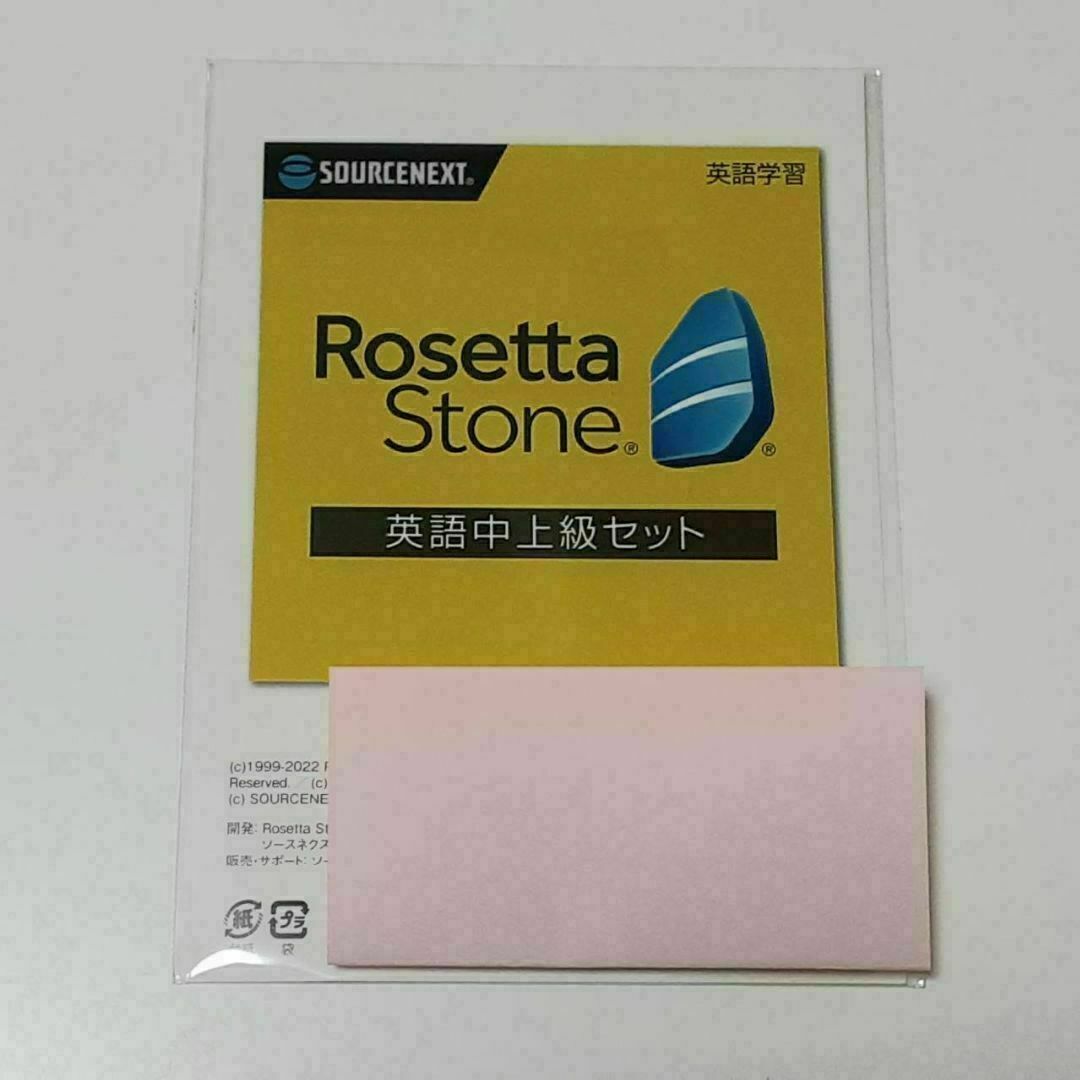 SOURCENEXT®
英語学習
Rosetta
Stone® ®
英語中上級セット
(c)1999-2022
Reserved. ／ (c)
(c) SOURCENE
開発: Rosetta St
ソースネクス
販売・サポート: ソー
紙 プラ
袋